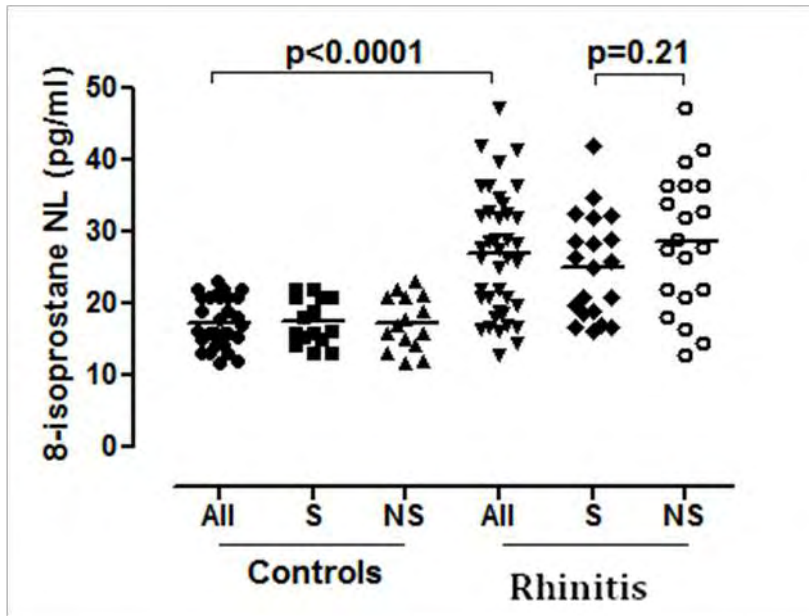 p<0.0001 p=0.21
8-isoprostane NL (pg/ml)
50
40
30
20
10
0
All S NS All S NS
Controls Rhinitis